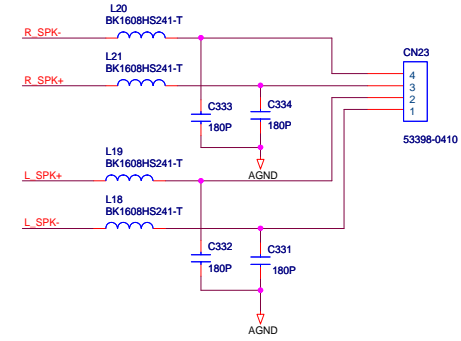 L20
BK1608HS241-T
R_SPK-
L21
BK1608HS241-T
R_SPK+
CN23
4
3
2
1
53398-0410
C333
180P
C334
180P
AGND
L19
BK1608HS241-T
L_SPK+
L18
BK1608HS241-T
L_SPK-
C332
180P
C331
180P
AGND